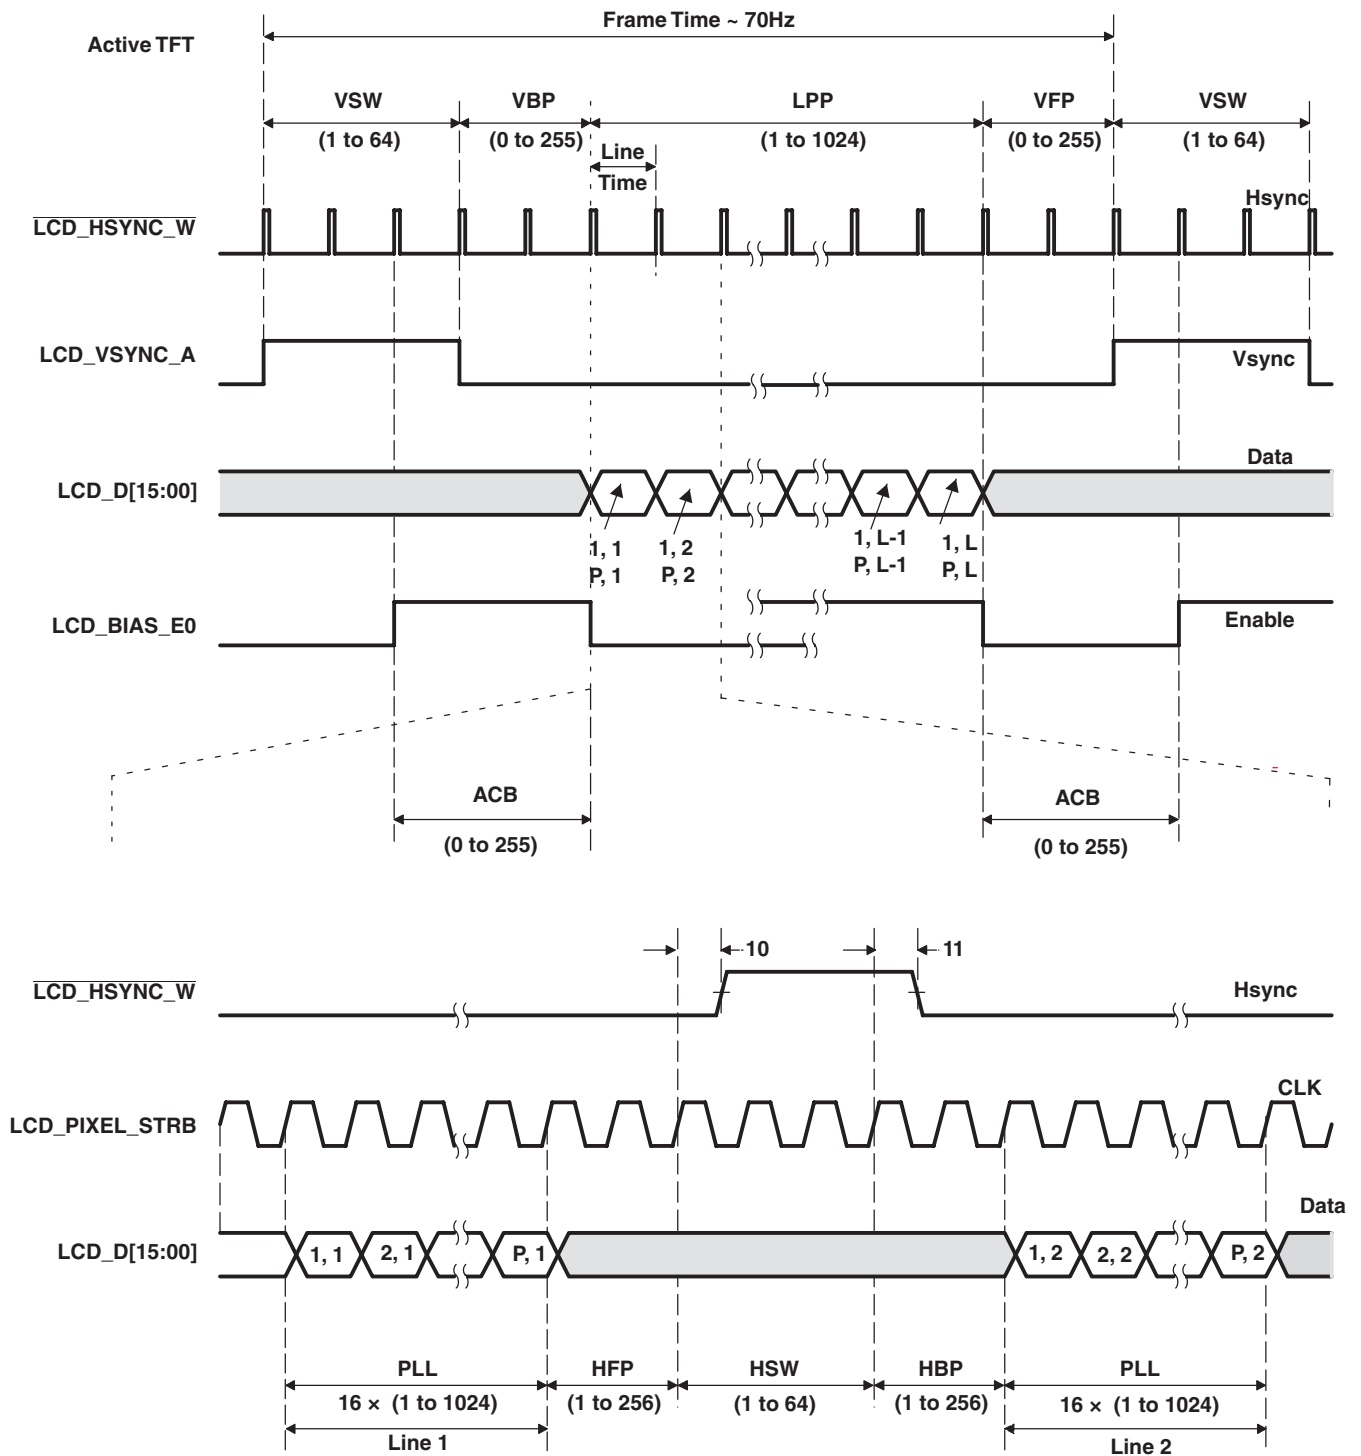 Frame Time ~ 70Hz
Active TFT
VSW VBP LPP VFP VSW
(1 to 64) (0 to 255) (1 to 1024) (0 to 255) (1 to 64)
Line
Time
Hsync
LCD_HSYNC_W
LCD_VSYNC_A
Vsync
Data
LCD_D[15:00]
1, 1 1, 2 1, L-1 1, L
P, 1 P, 2 P, L-1 P, L
LCD_BIAS_E0
Enable
ACB ACB
(0 to 255) (0 to 255)
10 11
LCD_HSYNC_W
Hsync
CLK
LCD_PIXEL_STRB
Data
LCD_D[15:00]
1, 1 2, 1 P, 1 1, 2 2, 2 P, 2
PLL HFP HSW HBP PLL
16 × (1 to 1024) (1 to 256) (1 to 64) (1 to 256) 16 × (1 to 1024)
Line 1 Line 2